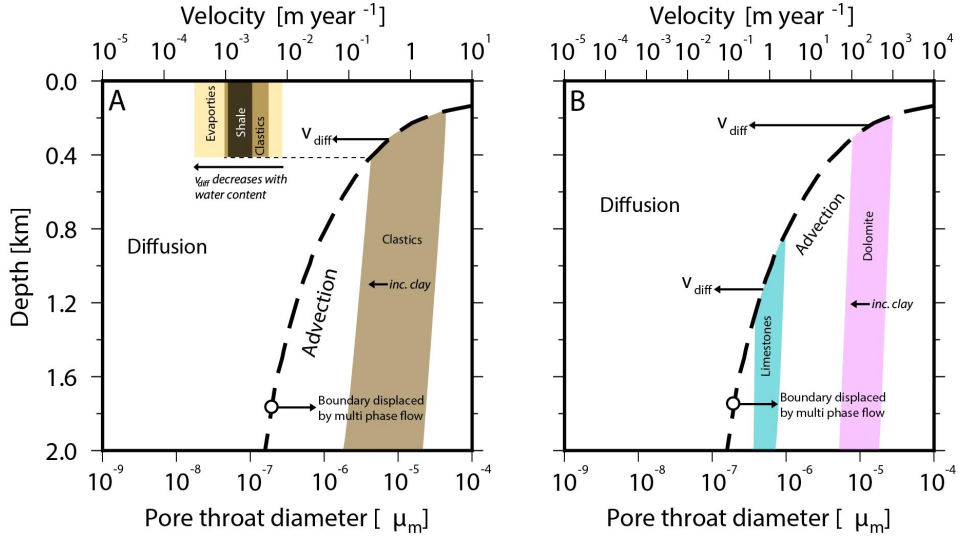 Velocity [m year -1]
10-5 10-4 10-3 10-2 10-1 1 101
A
Evaporties
Shale
Clastics
vdiff decreases with
water content
vdiff
Diffusion
Advection
Clastics
inc. clay
Boundary displaced
by multi phase flow
Depth [km]
0.0
0.4
0.8
1.2
1.6
2.0
10-9 10-8 10-7 10-6 10-5 10-4
Pore throat diameter [ μm]
Velocity [m year -1]
10-5 10-4 10-3 10-2 10-1 1 101 102 103 104
B
vdiff
Diffusion
Advection
Dolomite
vdiff
inc. clay
Limestones
Boundary displaced
by multi phase flow
10-9 10-8 10-7 10-6 10-5 10-4
Pore throat diameter [ μm]